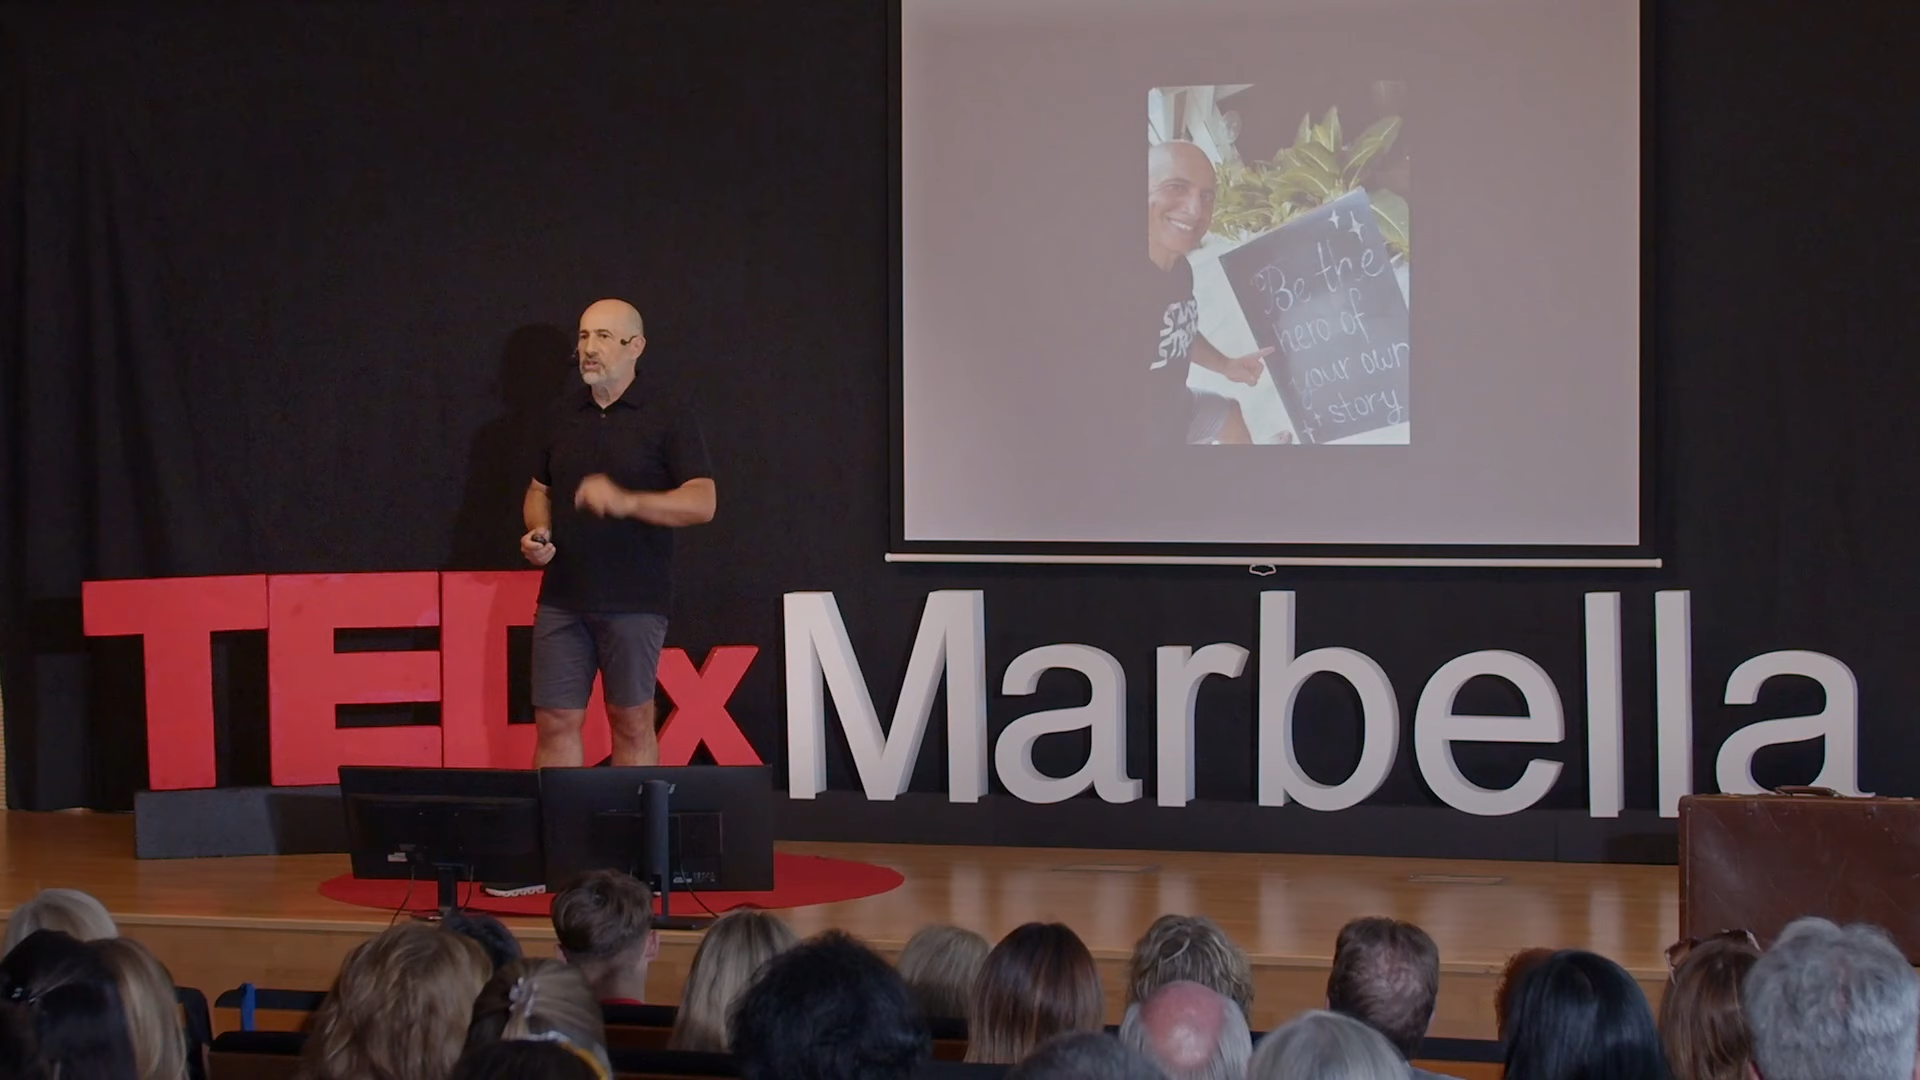 Be the
hero of
your own
story
TEDx Marbella